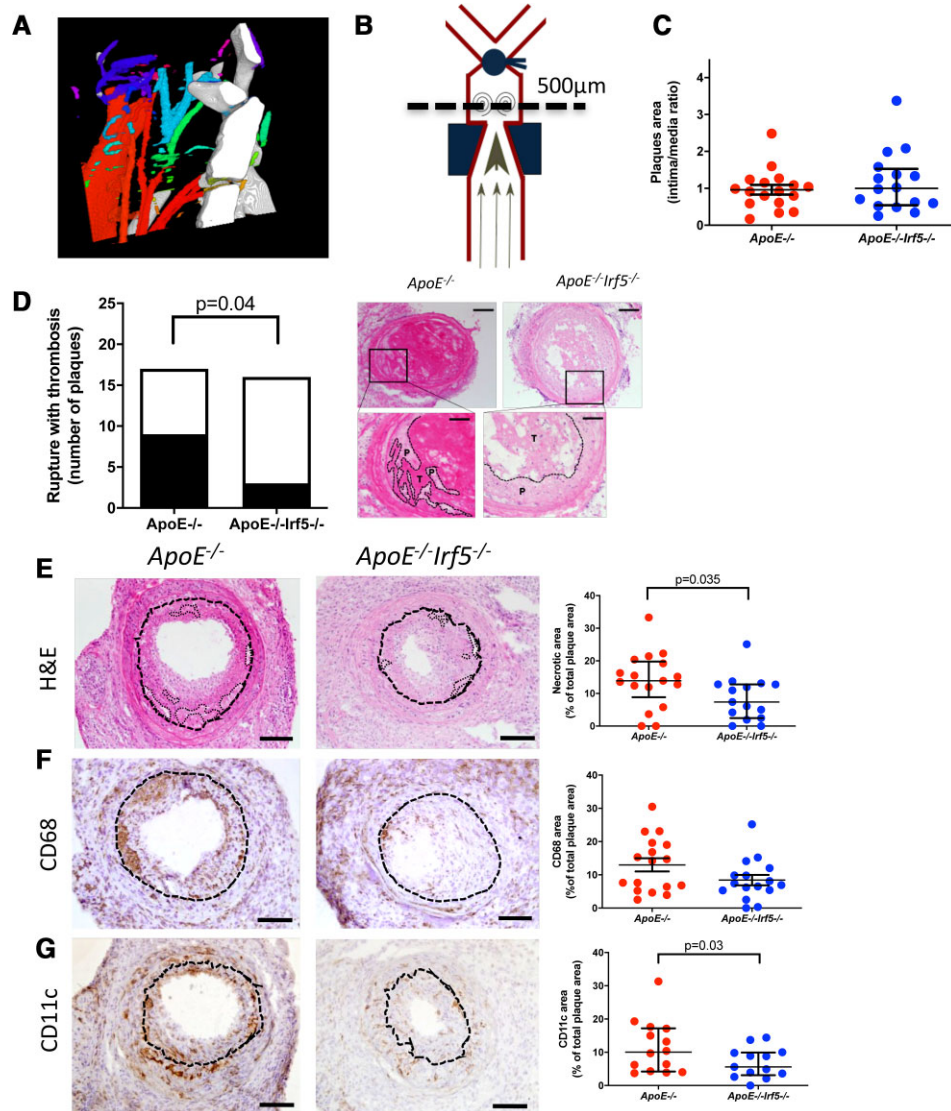 A
B
500μm
C
Plaques area
(intima/media ratio)
4
3
2
1
0
ApoE-/-
ApoE-/-Irf5-/-
D
p=0.04
Rupture with thrombosis
(number of plaques)
25
20
15
10
5
0
ApoE-/-
ApoE-/-Irf5-/-
ApoE-/-
ApoE-/-Irf5-/-
P
P
T
T
P
ApoE-/-
ApoE-/-Irf5-/-
E
H&E
p=0.035
Necrotic area
(% of total plaque area)
40
30
20
10
0
ApoE-/-
ApoE-/-Irf5-/-
F
CD68
CD68 area
(%of total plaque area)
40
30
20
10
0
ApoE-/-
ApoE-/-Irf5-/-
G
CD11c
p=0.03
CD11c area
(% of total plaque area)
40
30
20
10
0
ApoE-/-
ApoE-/-Irf5-/-